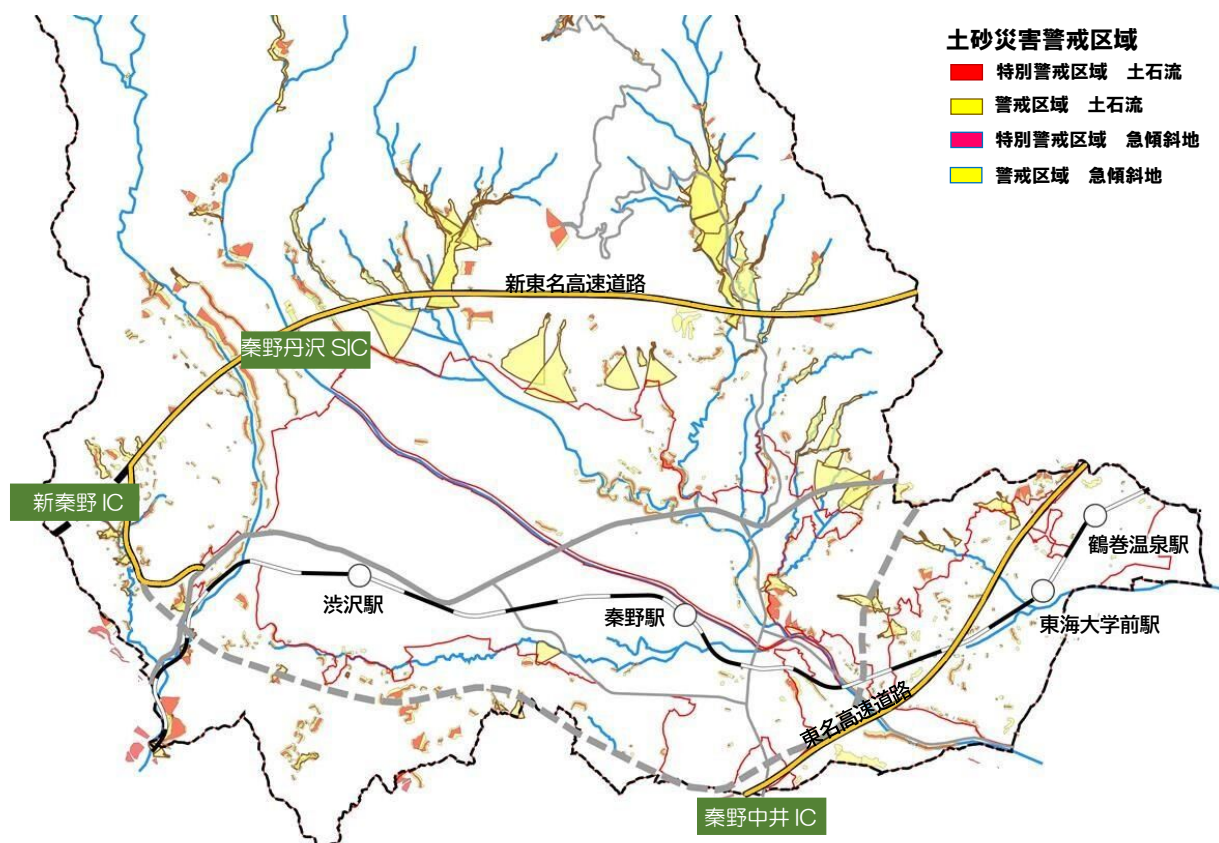 土砂災害警戒区域
特別警戒区域　土石流
警戒区域　土石流
特別警戒区域　急傾斜地
警戒区域　急傾斜地
新東名高速道路
秦野丹沢 SIC
新秦野 IC
鶴巻温泉駅
渋沢駅
秦野駅
東海大学前駅
東名高速道路
秦野中井 IC